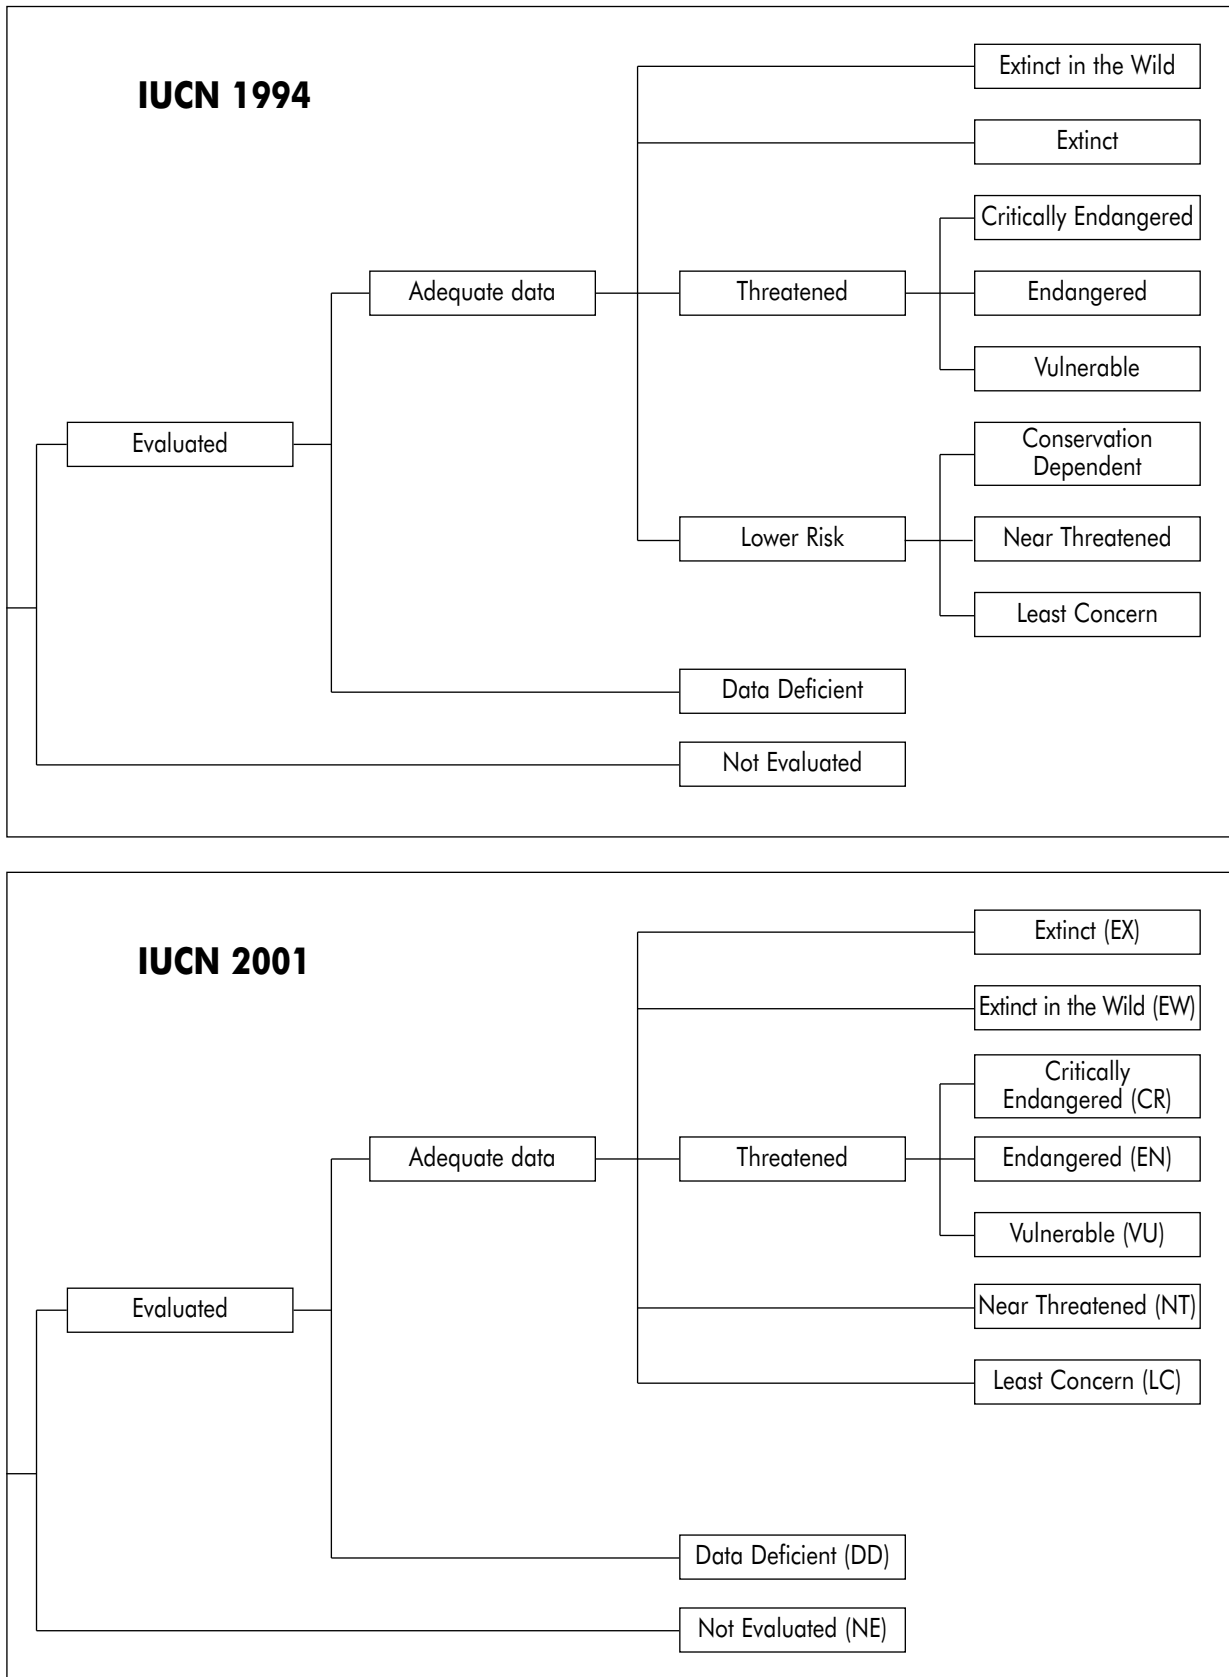 IUCN 1994
Extinct in the Wild
Extinct
Critically Endangered
Adequate data
Threatened
Endangered
Vulnerable
Evaluated
Conservation
Dependent
Lower Risk
Near Threatened
Least Concern
Data Deficient
Not Evaluated
IUCN 2001
Extinct (EX)
Extinct in the Wild (EW)
Critically
Endangered (CR)
Adequate data
Threatened
Endangered (EN)
Vulnerable (VU)
Evaluated
Near Threatened (NT)
Least Concern (LC)
Data Deficient (DD)
Not Evaluated (NE)